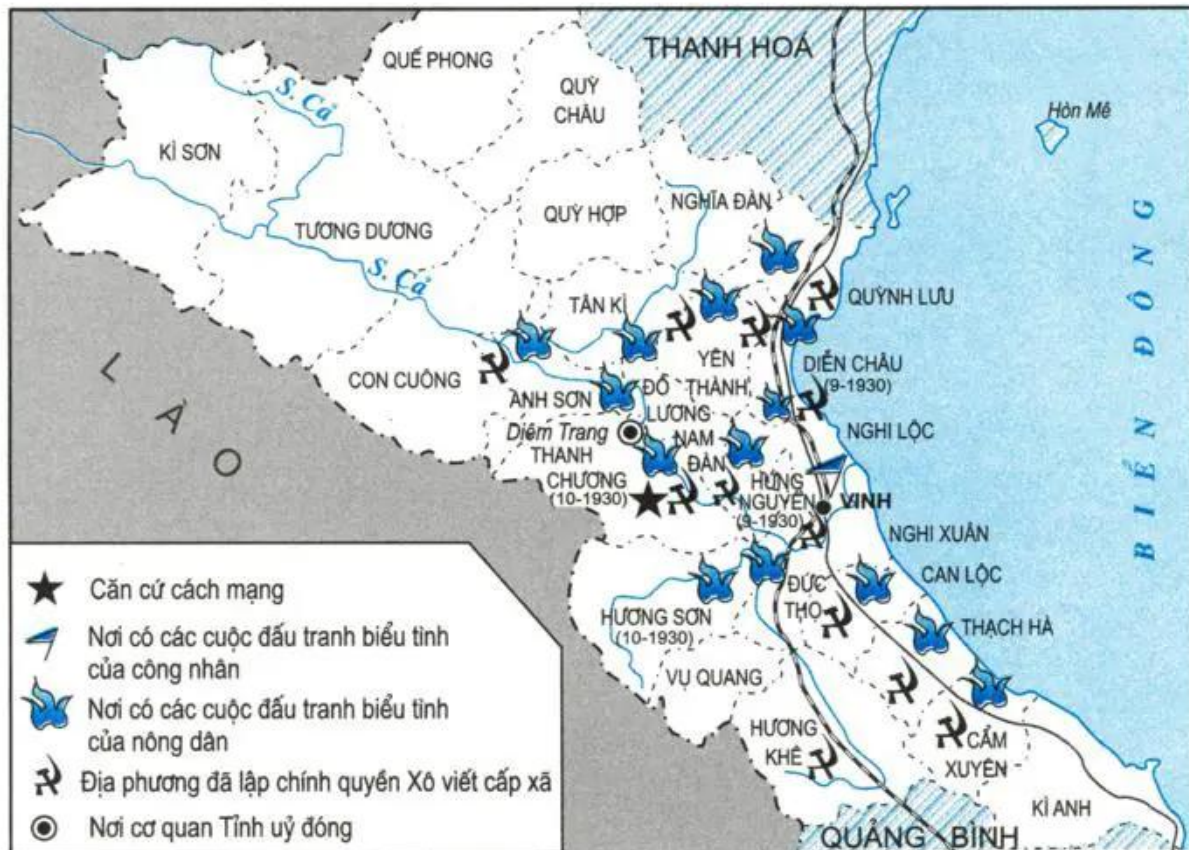 THANH HOÁ
QUẾ PHONG
QUỲ
CHÂU
S. Cả
Hòn Mê
KÌ SƠN
NGHĨA ĐÀN
QUỲ HỢP
TƯƠNG DƯƠNG
S. Cả
TÂN KÌ
QUỲNH LƯU
YÊN
THÀNH
DIỄN CHÂU
(9-1930)
CON CUÔNG
ANH SƠN
ĐÔ
LƯƠNG
NGHI LỘC
Diêm Trang
THANH
CHƯƠNG
(10-1930)
NAM
ĐÀN
HƯNG
NGUYÊN
(9-1930)
VINH
NGHI XUÂN
CAN LỘC
ĐỨC
THỌ
HƯƠNG SƠN
(10-1930)
THẠCH HÀ
VỤ QUANG
HƯƠNG
KHÊ
CẨM
XUYÊN
KÌ ANH
QUẢNG BÌNH
LÀO
BIỂN ĐÔNG
Căn cứ cách mạng
Nơi có các cuộc đấu tranh biểu tình
của công nhân
Nơi có các cuộc đấu tranh biểu tình
của nông dân
Địa phương đã lập chính quyền Xô viết cấp xã
Nơi cơ quan Tỉnh uỷ đóng